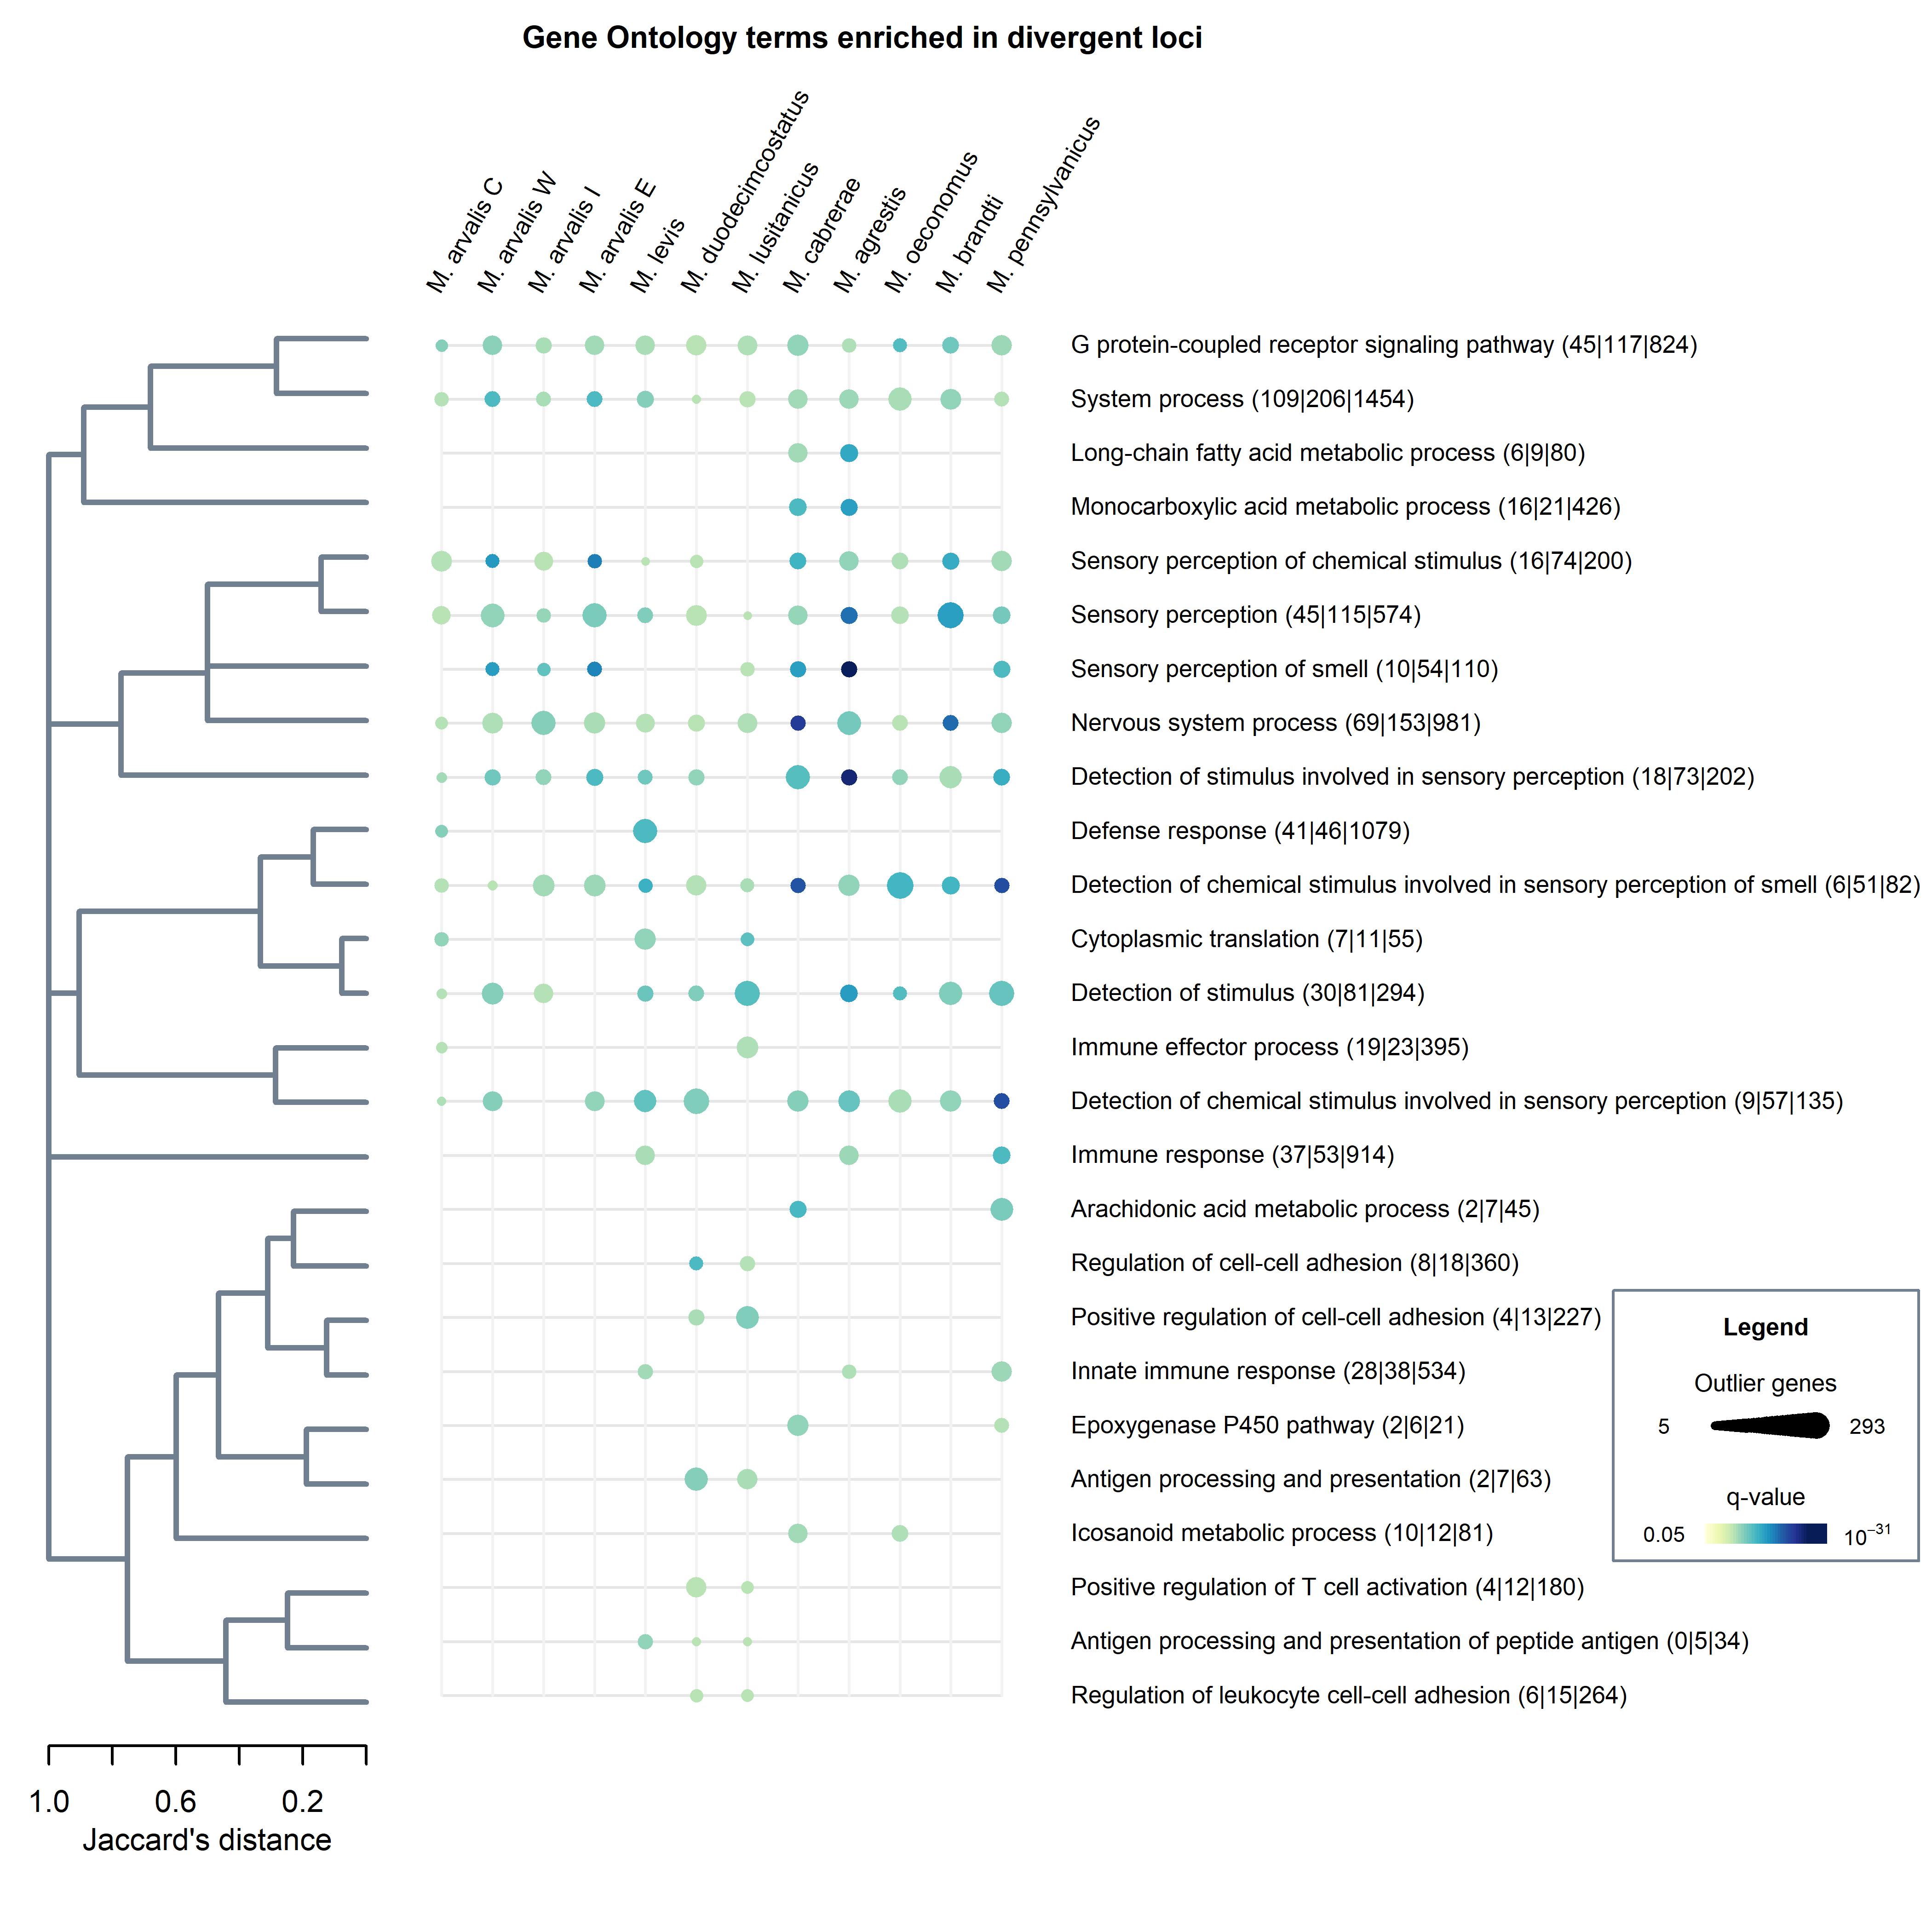 Gene Ontology terms enriched in divergent loci
M. arvalis C
M. arvalis W
M. arvalis I
M. arvalis E
M. levis
M. duodecimcostatus
M. lusitanicus
M. cabrerae
M. agrestis
M. oeconomus
M. brandti
M. pennsylvanicus
G protein-coupled receptor signaling pathway (45|117|824)
System process (109|206|1454)
Long-chain fatty acid metabolic process (6|9|80)
Monocarboxylic acid metabolic process (16|21|426)
Sensory perception of chemical stimulus (16|74|200)
Sensory perception (45|115|574)
Sensory perception of smell (10|54|110)
Nervous system process (69|153|981)
Detection of stimulus involved in sensory perception (18|73|202)
Defense response (41|46|1079)
Detection of chemical stimulus involved in sensory perception of smell (6|51|82)
Cytoplasmic translation (7|11|55)
Detection of stimulus (30|81|294)
Immune effector process (19|23|395)
Detection of chemical stimulus involved in sensory perception (9|57|135)
Immune response (37|53|914)
Arachidonic acid metabolic process (2|7|45)
Regulation of cell-cell adhesion (8|18|360)
Positive regulation of cell-cell adhesion (4|13|227)
Innate immune response (28|38|534)
Epoxygenase P450 pathway (2|6|21)
Antigen processing and presentation (2|7|63)
Icosanoid metabolic process (10|12|81)
Positive regulation of T cell activation (4|12|180)
Antigen processing and presentation of peptide antigen (0|5|34)
Regulation of leukocyte cell-cell adhesion (6|15|264)
Legend
Outlier genes
5 293
q-value
0.05 10⁻³¹
1.0 0.6 0.2
Jaccard's distance